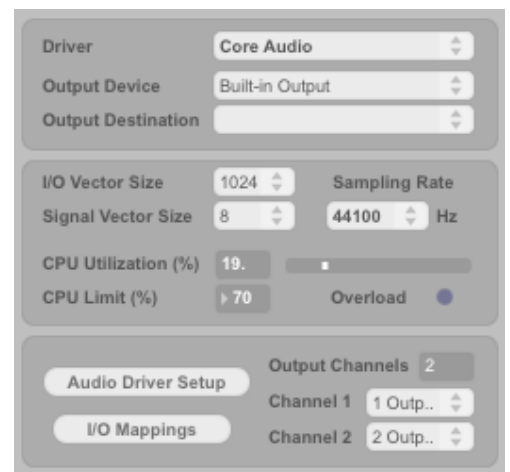 Driver Core Audio
Output Device Built-in Output
Output Destination
I/O Vector Size 1024 Sampling Rate
Signal Vector Size 8 44100 Hz
CPU Utilization (%) 19.
CPU Limit (%) 70 Overload
Output Channels 2
Audio Driver Setup
Channel 1 1 Outp..
I/O Mappings
Channel 2 2 Outp..